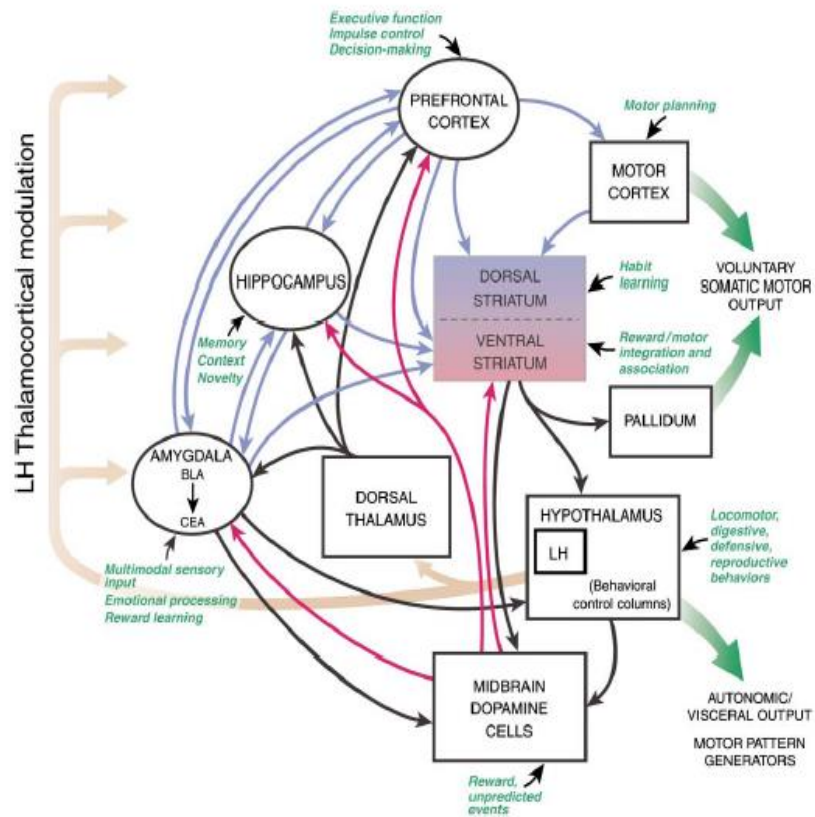 Executive function
Impulse control
Decision-making
PREFRONTAL
CORTEX
Motor planning
MOTOR
CORTEX
LH Thalamocortical modulation
HIPPOCAMPUS
DORSAL
STRIATUM
Habit
learning
VOLUNTARY
SOMATIC MOTOR
OUTPUT
Memory
Context
Novelty
VENTRAL
STRIATUM
Reward/motor
integration and
association
PALLIDUM
AMYGDALA
BLA
CEA
DORSAL
THALAMUS
HYPOTHALAMUS
LH
(Behavioral
control columns)
Locomotor,
digestive,
defensive,
reproductive
behaviors
Multimodal sensory
input
Emotional processing
Reward learning
MIDBRAIN
DOPAMINE
CELLS
AUTONOMIC/
VISCERAL OUTPUT
MOTOR PATTERN
GENERATORS
Reward,
unpredicted
events